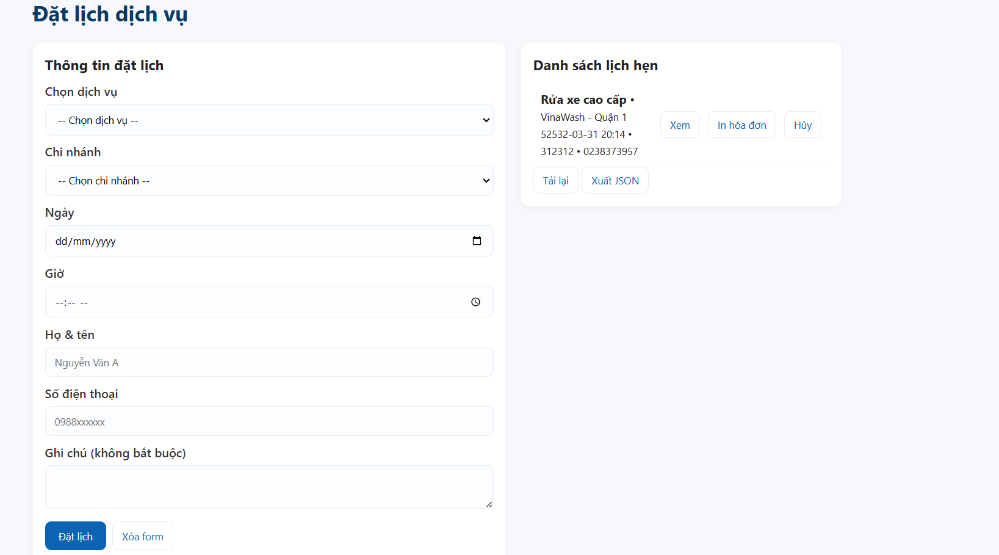 Đặt lịch dịch vụ
Thông tin đặt lịch
Chọn dịch vụ
-- Chọn dịch vụ --
Chi nhánh
-- Chọn chi nhánh --
Ngày
dd/mm/yyyy
Giờ
--:-- --
Họ & tên
Nguyễn Văn A
Số điện thoại
0988xxxxxx
Ghi chú (không bắt buộc)
Đặt lịch
Xóa form
Danh sách lịch hẹn
Rửa xe cao cấp •
VinaWash - Quận 1
52532-03-31 20:14 •
312312 • 0238373957
Xem
In hóa đơn
Hủy
Tải lại
Xuất JSON